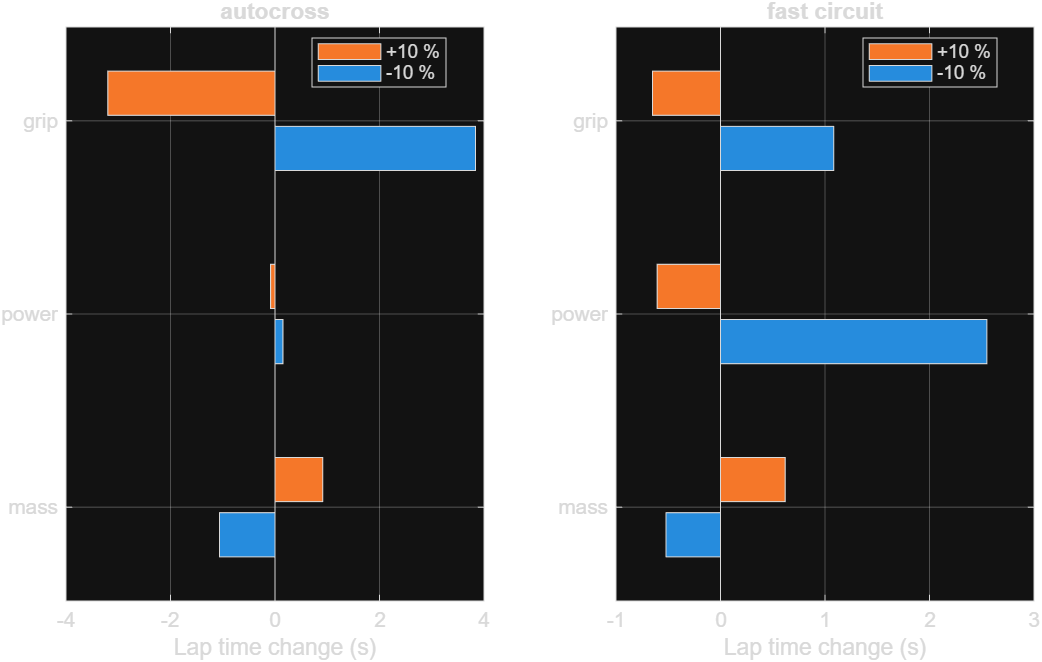 autocross
+10 %
-10 %
grip
power
mass
-4 -2 0 2 4
Lap time change (s)
fast circuit
+10 %
-10 %
grip
power
mass
-1 0 1 2 3
Lap time change (s)